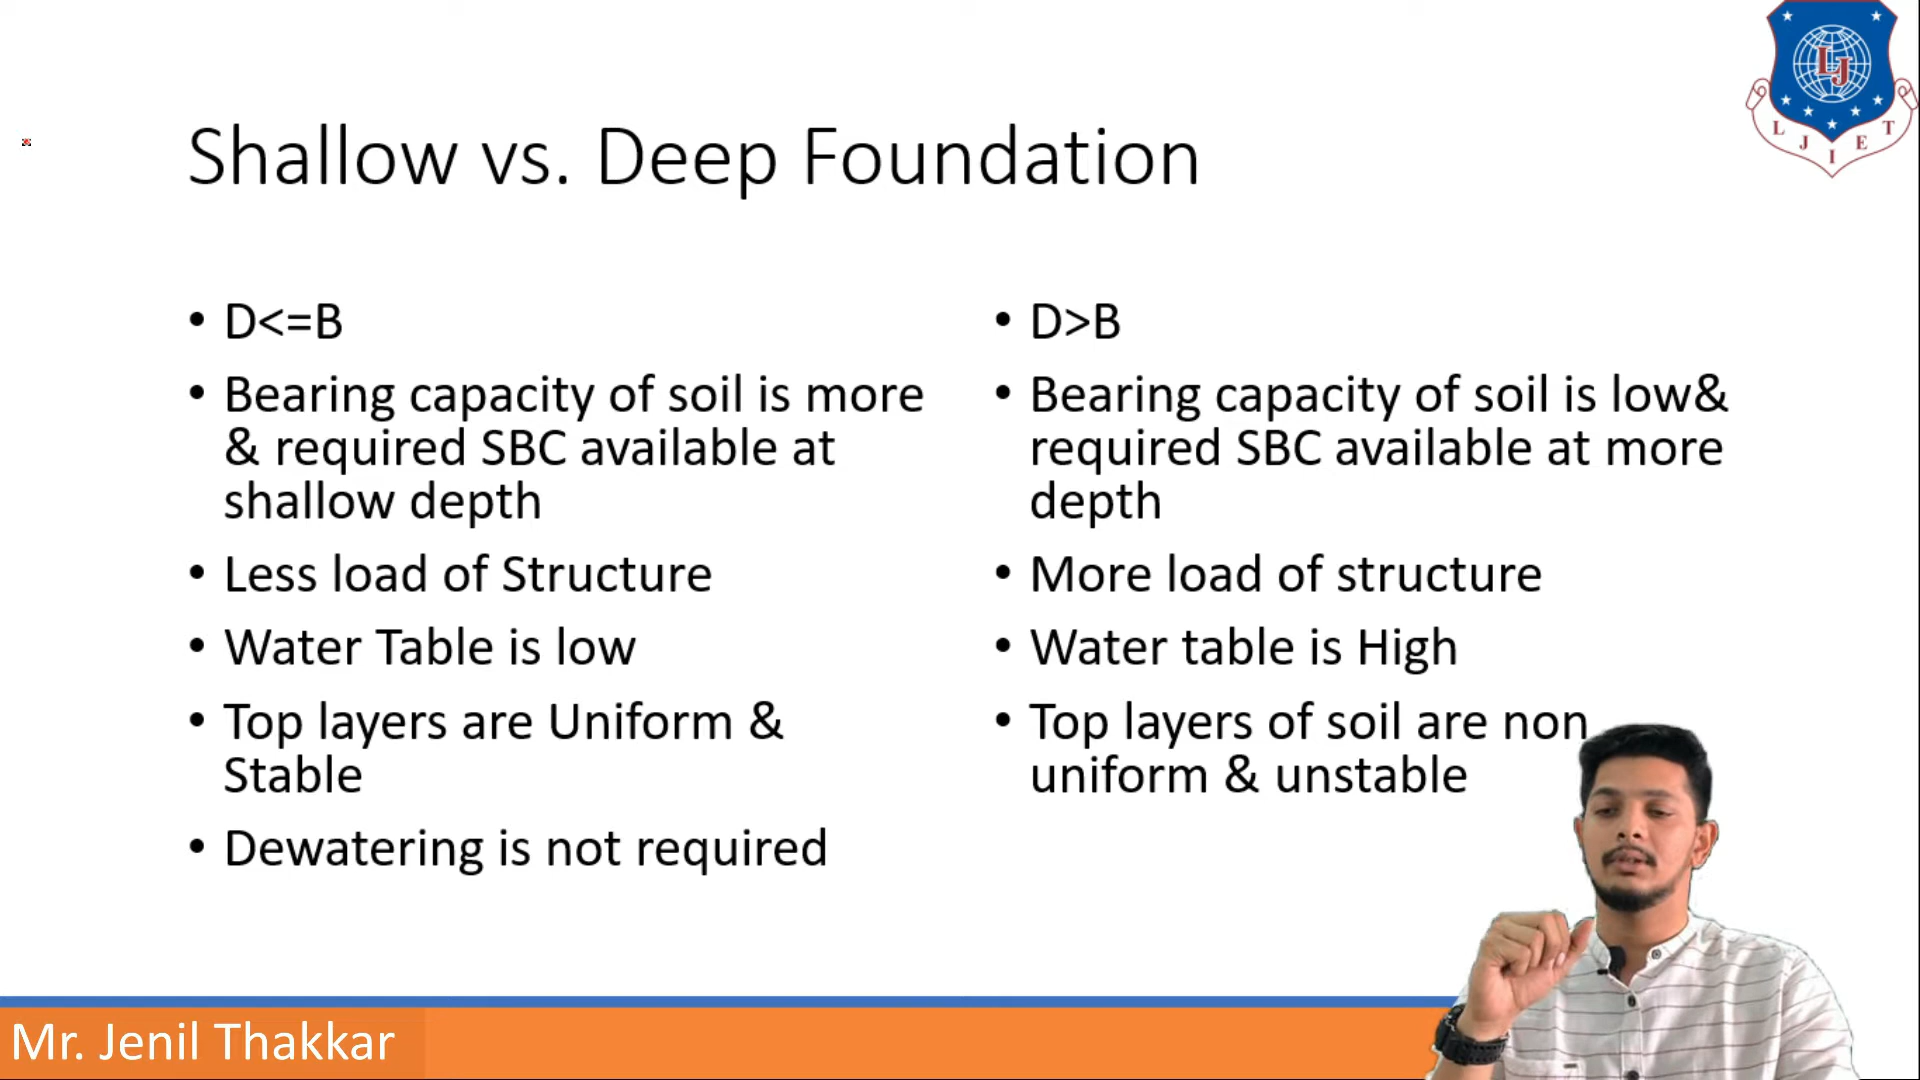 Shallow vs. Deep Foundation
• D<=B
• Bearing capacity of soil is more
& required SBC available at
shallow depth
• Less load of Structure
• Water Table is low
• Top layers are Uniform &
Stable
• Dewatering is not required
• D>B
• Bearing capacity of soil is low&
required SBC available at more
depth
• More load of structure
• Water table is High
• Top layers of soil are non
uniform & unstable
LJ
L J I E T
Mr. Jenil Thakkar